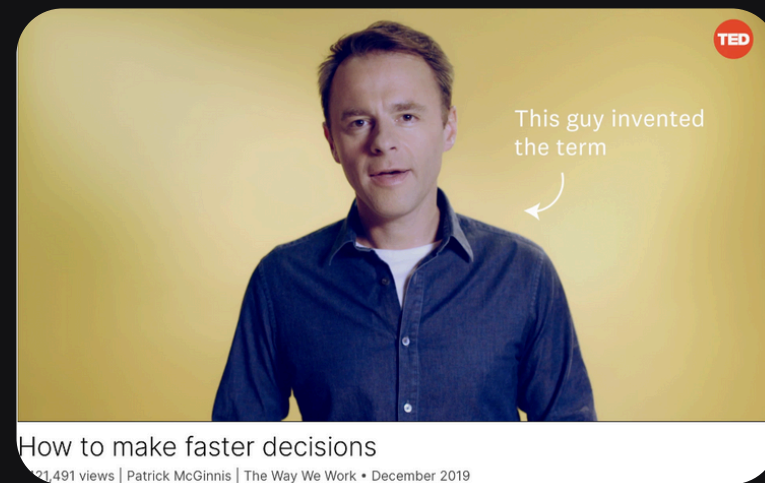 TED
This guy invented
the term
How to make faster decisions
21,491 views | Patrick McGinnis | The Way We Work • December 2019